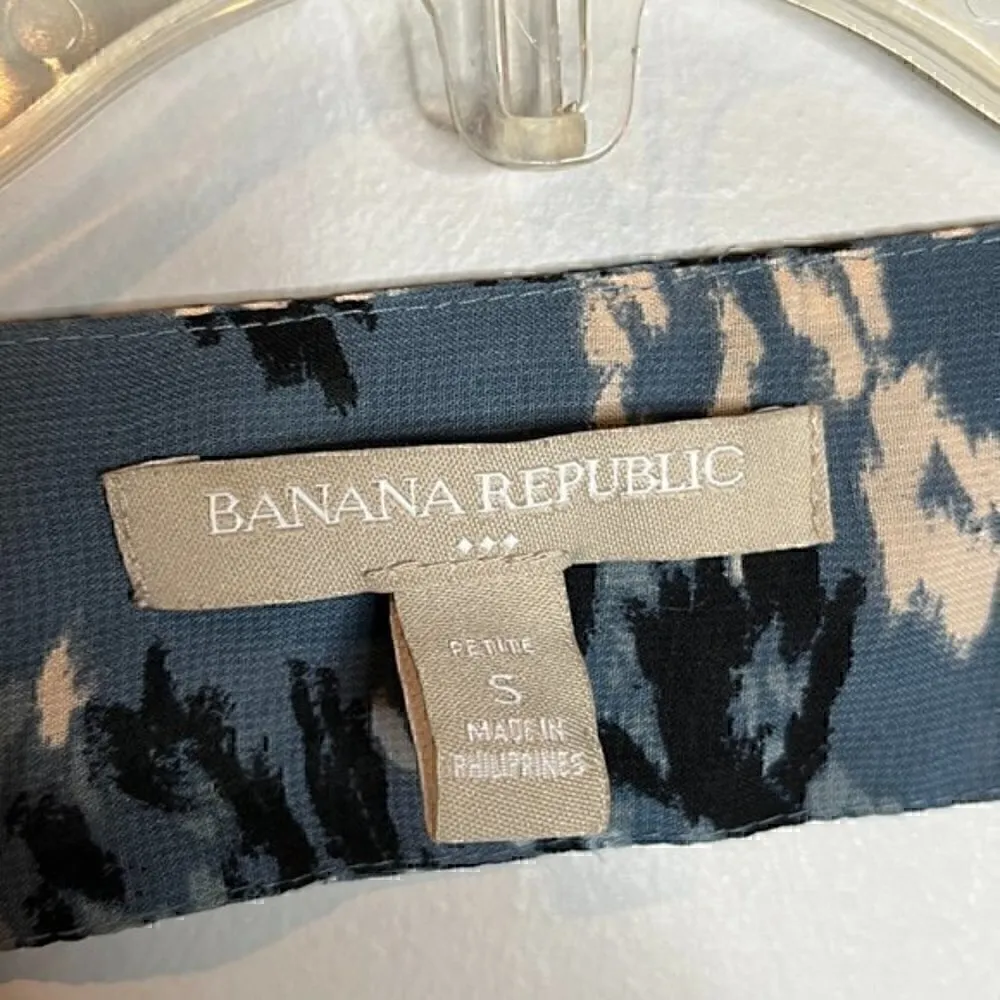 BANANA REPUBLIC
PETITE
S
MADE IN
PHILIPPINES